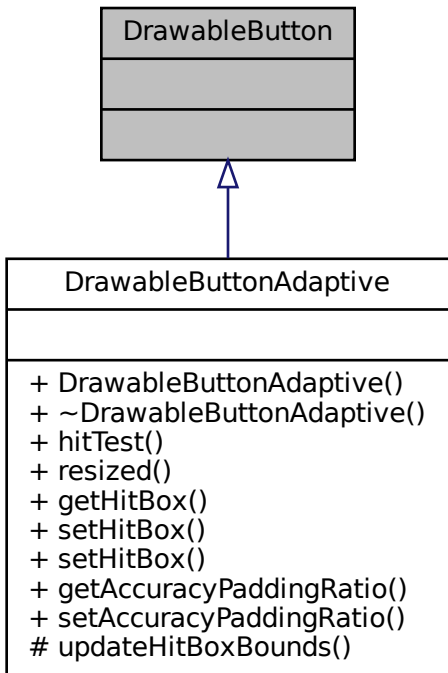 DrawableButton
DrawableButtonAdaptive
+ DrawableButtonAdaptive()
+ ~DrawableButtonAdaptive()
+ hitTest()
+ resized()
+ getHitBox()
+ setHitBox()
+ setHitBox()
+ getAccuracyPaddingRatio()
+ setAccuracyPaddingRatio()
# updateHitBoxBounds()